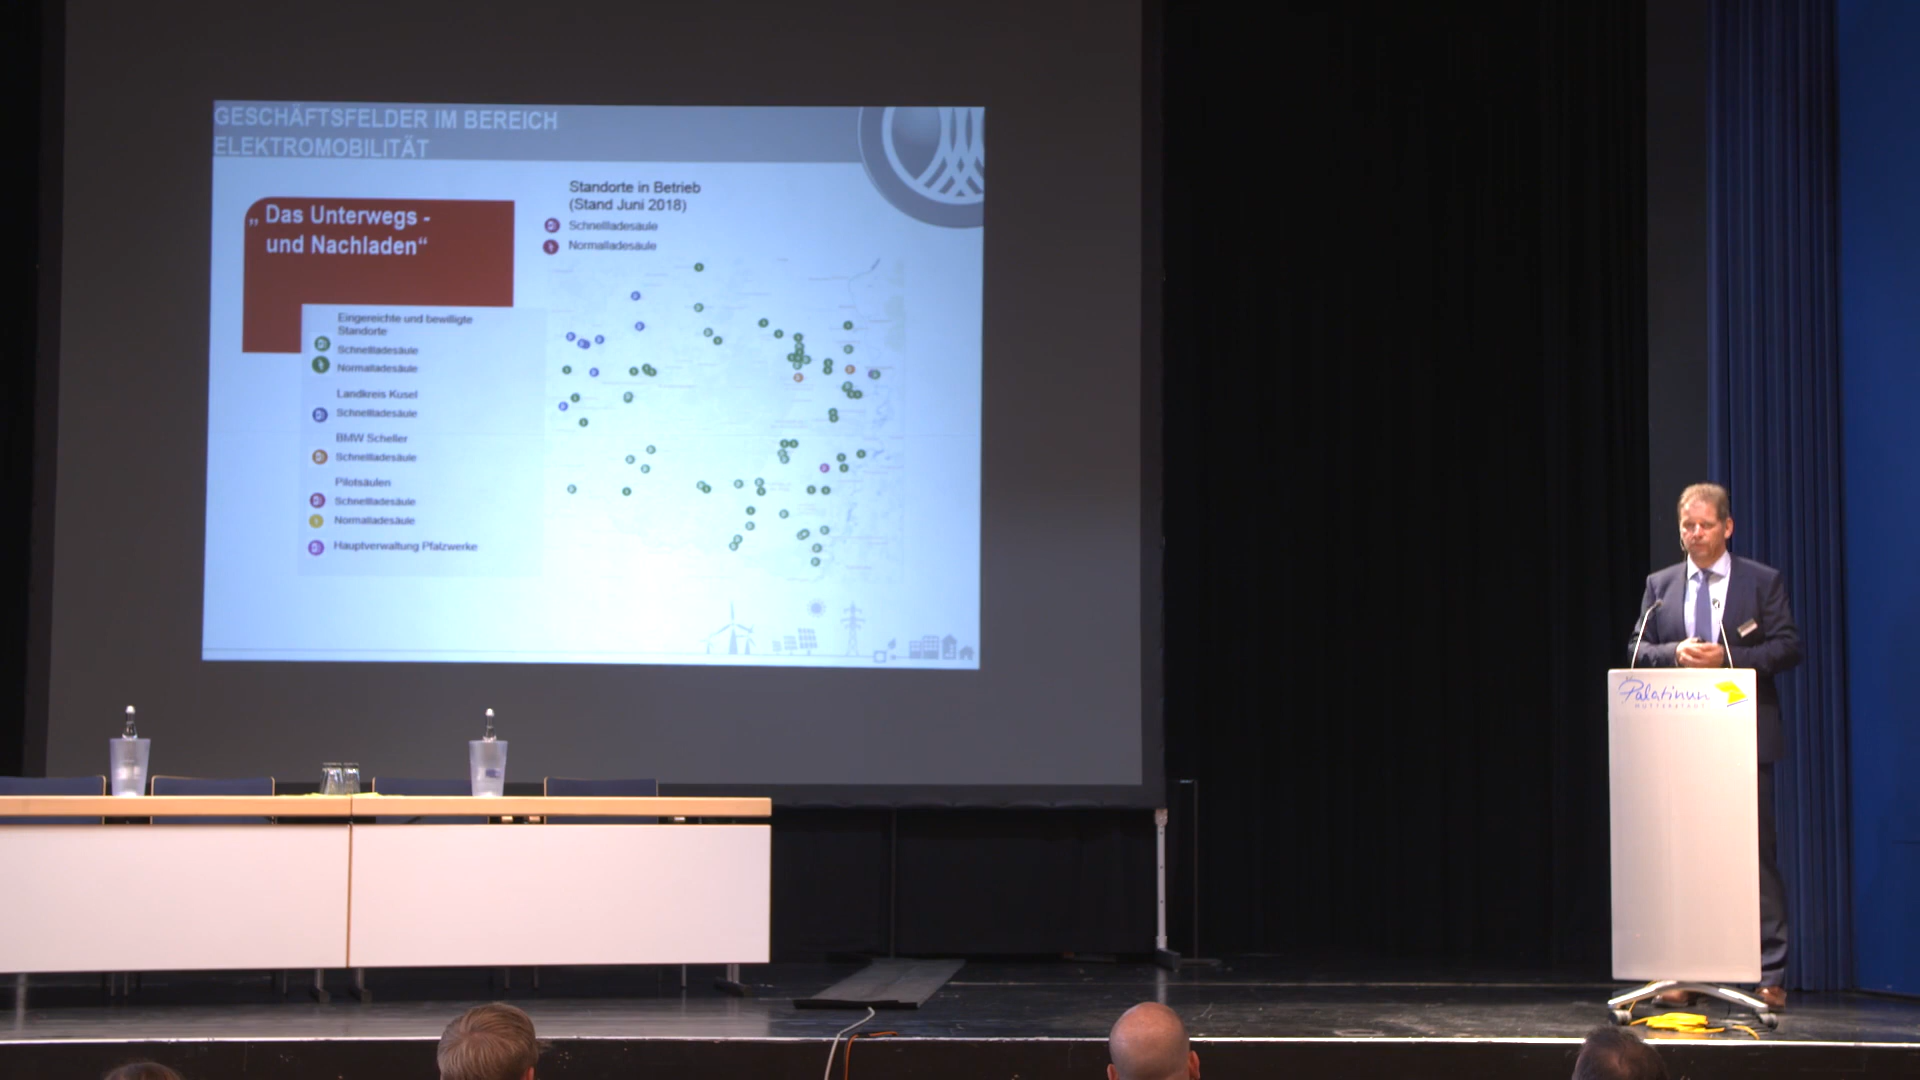 GESCHÄFTSFELDER IM BEREICH
ELEKTROMOBILITÄT
„ Das Unterwegs -
und Nachladen“
Standorte in Betrieb
(Stand Juni 2018)
Schnellladesäule
Normalladesäule
Eingereichte und bewilligte
Standorte
Schnellladesäule
Normalladesäule
Landkreis Kusel
Schnellladesäule
BMW Scheller
Schnellladesäule
Pilotsäulen
Schnellladesäule
Normalladesäule
Hauptverwaltung Pfalzwerke
Palatinum
MUTTERSTADT